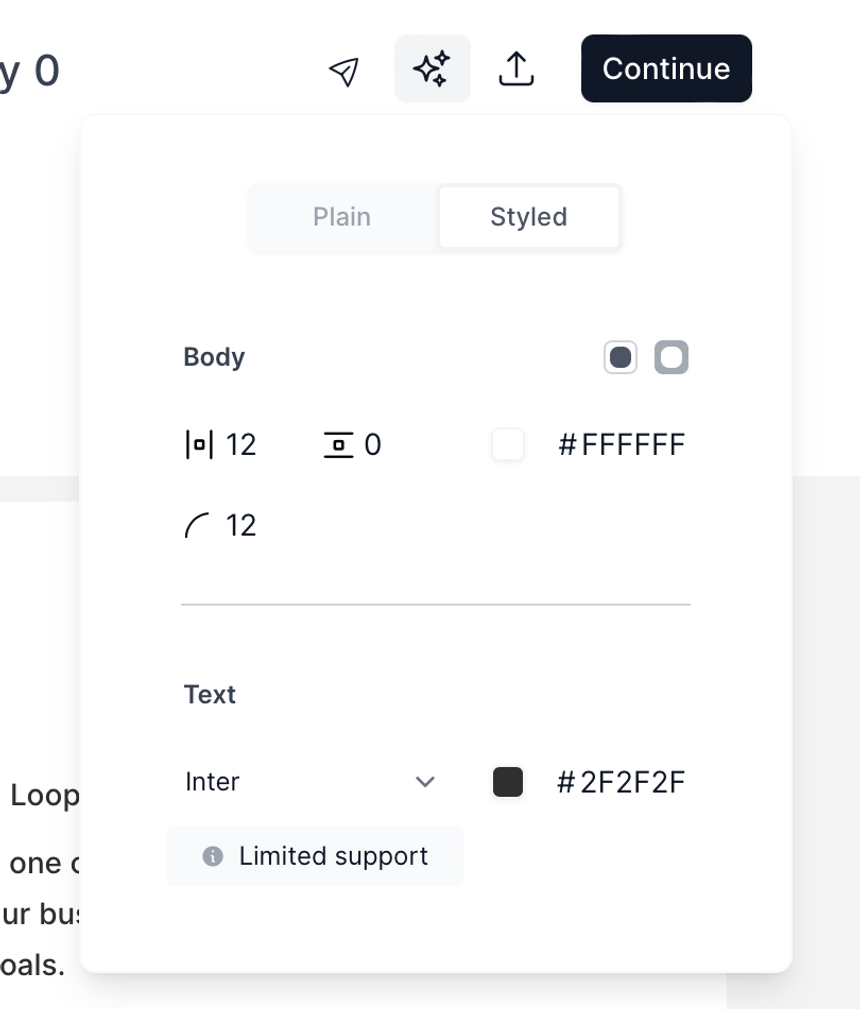 y 0
Continue
Plain
Styled
Body
12
0
#FFFFFF
12
Text
Inter
#2F2F2F
Limited support
Loop
one
ur bus
oals.